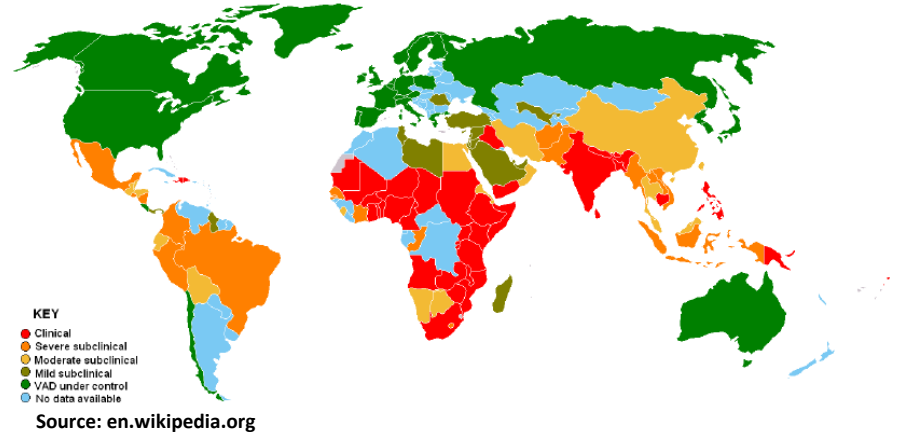 KEY
Clinical
Severe subclinical
Moderate subclinical
Mild subclinical
VAD under control
No data available
Source: en.wikipedia.org